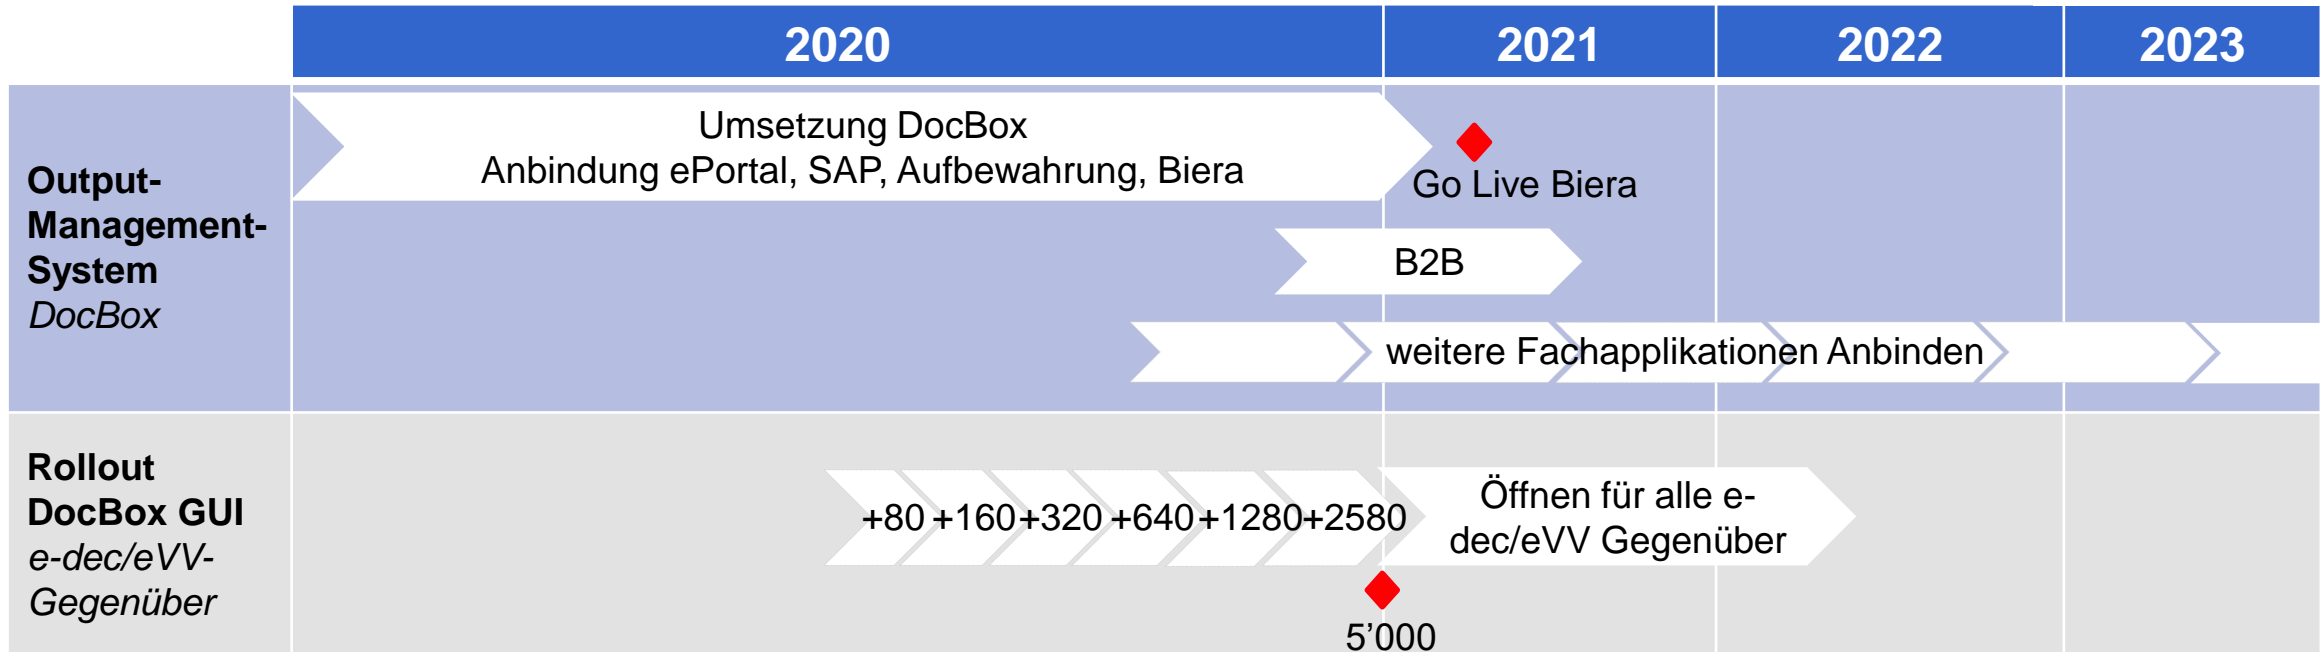 2020
2021
2022
2023
Output-
Management-
System
DocBox
Umsetzung DocBox
Anbindung ePortal, SAP, Aufbewahrung, Biera
Go Live Biera
B2B
weitere Fachapplikationen Anbinden
Rollout
DocBox GUI
e-dec/eVV-
Gegenüber
+80
+160
+320
+640
+1280
+2580
Öffnen für alle e-
dec/eVV Gegenüber
5’000